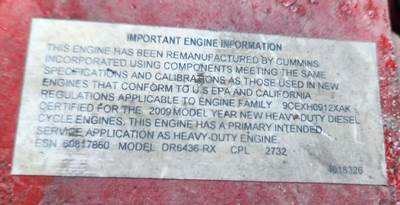 IMPORTANT ENGINE INFORMATION
THIS ENGINE HAS BEEN REMANUFACTURED BY CUMMINS
INCORPORATED USING COMPONENTS MEETING THE SAME
SPECIFICATIONS AND CALIBRATIONS AS THOSE USED IN NEW
ENGINES THAT CONFORM TO U.S EPA AND CALIFORNIA
REGULATIONS APPLICABLE TO ENGINE FAMILY 9CEXH0912XAK
CERTIFIED FOR THE 2009 MODEL YEAR NEW HEAVY DUTY DIESEL
CYCLE ENGINES. THIS ENGINE HAS A PRIMARY INTENDED
SERVICE APPLICATION AS HEAVY-DUTY ENGINE.
ESN 60817860 MODEL DR6436-RX CPL 2732
4018326